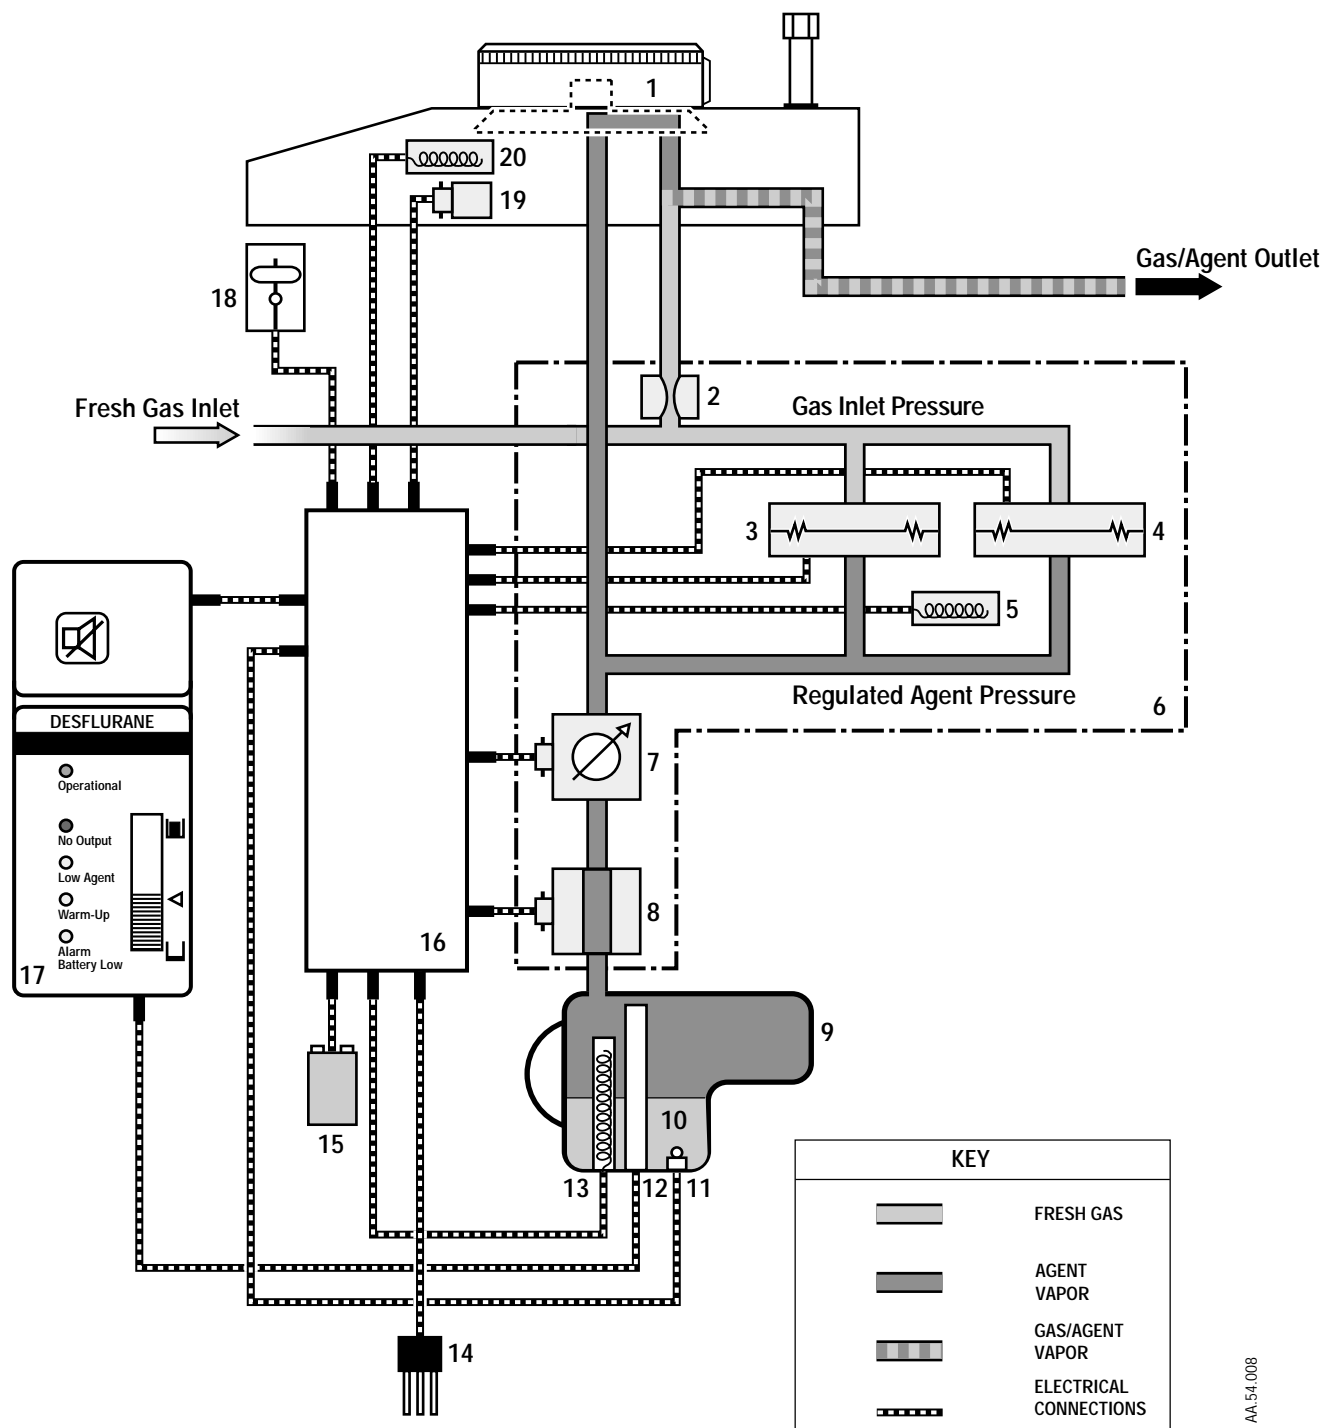 1
20
19
Gas/Agent Outlet
18
2
Fresh Gas Inlet
Gas Inlet Pressure
3
4
5
Regulated Agent Pressure
6
DESFLURANE
7
Operational
No Output
Low Agent
8
Warm-Up
16
Alarm
Battery Low
17
9
10
15
13
12
11
KEY
FRESH GAS
AGENT
VAPOR
GAS/AGENT
VAPOR
14
ELECTRICAL
CONNECTIONS
AA.54.008